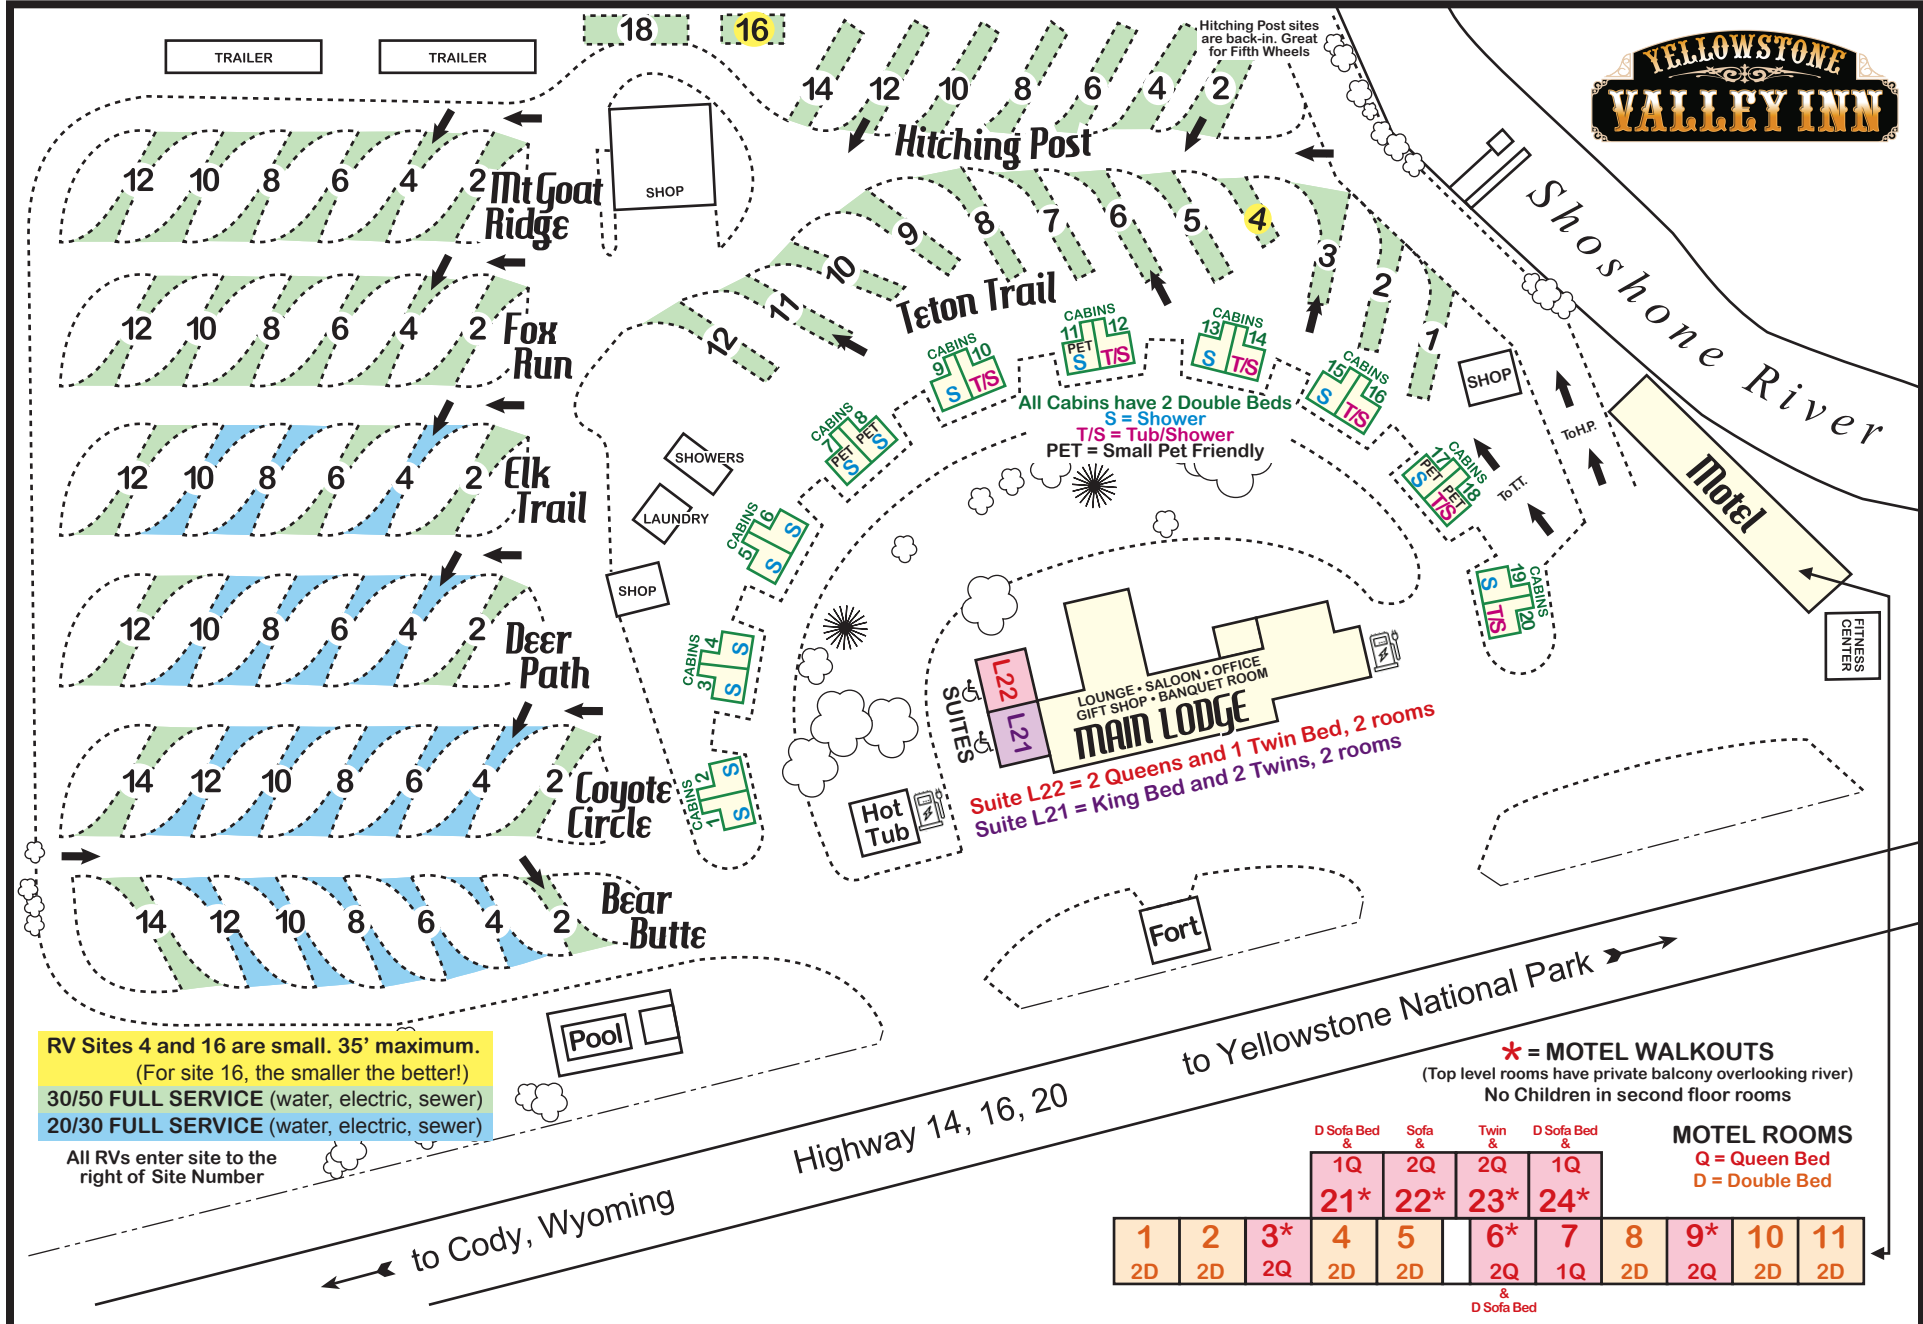 YELLOWSTONE
VALLEY INN
TRAILER
TRAILER
18
16
14
12
10
8
6
4
2
Hitching Post sites
are back-in. Great
for Fifth Wheels
Hitching Post
SHOP
12
10
8
6
4
2
Mt Goat
Ridge
12
10
8
6
4
2
Fox
Run
12
10
8
6
4
2
Elk
Trail
12
10
8
6
4
2
Deer
Path
14
12
10
8
6
4
2
Coyote
Circle
14
12
10
8
6
4
2
Bear
Butte
12
11
10
9
8
7
6
5
4
3
2
1
Teton Trail
Shoshone River
SHOP
To H.P.
To T.T.
Motel
FITNESS
CENTER
SHOWERS
LAUNDRY
SHOP
CABINS
1
2
S
S
CABINS
3
4
S
S
CABINS
5
6
S
S
CABINS
7
8
PET
PET
S
S
CABINS
9
10
S
T/S
CABINS
11
12
PET
S
T/S
CABINS
13
14
S
T/S
CABINS
15
16
S
T/S
CABINS
17
18
PET
PET
S
T/S
CABINS
19
20
S
T/S
All Cabins have 2 Double Beds
S = Shower
T/S = Tub/Shower
PET = Small Pet Friendly
SUITES
L22
L21
LOUNGE • SALOON • OFFICE
GIFT SHOP • BANQUET ROOM
MAIN LODGE
Suite L22 = 2 Queens and 1 Twin Bed, 2 rooms
Suite L21 = King Bed and 2 Twins, 2 rooms
Hot
Tub
Fort
Pool
to Yellowstone National Park
Highway 14, 16, 20
to Cody, Wyoming
RV Sites 4 and 16 are small. 35’ maximum.
(For site 16, the smaller the better!)
30/50 FULL SERVICE (water, electric, sewer)
20/30 FULL SERVICE (water, electric, sewer)
All RVs enter site to the
right of Site Number
* = MOTEL WALKOUTS
(Top level rooms have private balcony overlooking river)
No Children in second floor rooms
MOTEL ROOMS
Q = Queen Bed
D = Double Bed
D Sofa Bed Sofa Twin D Sofa Bed
& & & &
1Q 2Q 2Q 1Q
21* 22* 23* 24*
1 2 3* 4 5 6* 7 8 9* 10 11
2D 2D 2Q 2D 2D 2Q 1Q 2D 2Q 2D 2D
&
D Sofa Bed